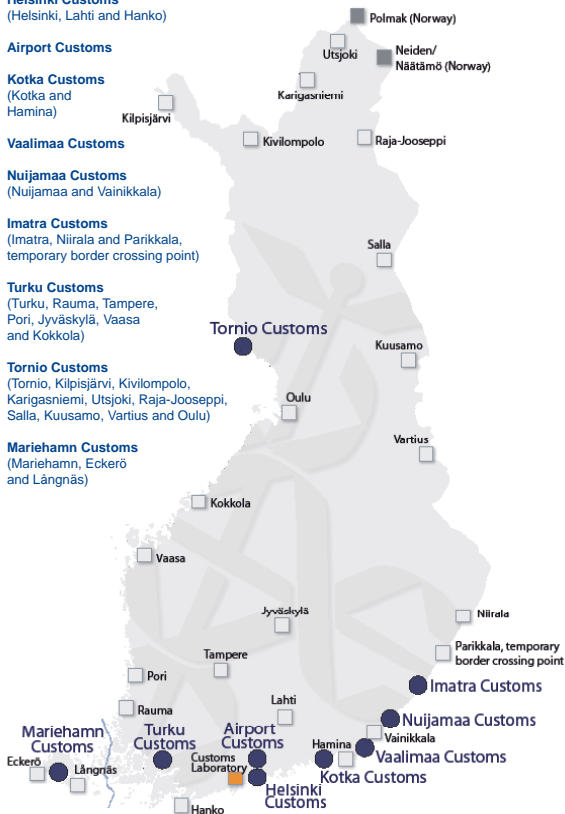 Helsinki Customs
(Helsinki, Lahti and Hanko)
Airport Customs
Kotka Customs
(Kotka and
Hamina)
Vaalimaa Customs
Nuijamaa Customs
(Nuijamaa and Vainikkala)
Imatra Customs
(Imatra, Niirala and Parikkala,
temporary border crossing point)
Turku Customs
(Turku, Rauma, Tampere,
Pori, Jyväskylä, Vaasa
and Kokkola)
Tornio Customs
(Tornio, Kilpisjärvi, Kivilompolo,
Karigasniemi, Utsjoki, Raja-Jooseppi,
Salla, Kuusamo, Vartius and Oulu)
Mariehamn Customs
(Mariehamn, Eckerö
and Långnäs)
Polmak (Norway)
Utsjoki
Neiden/
Näätämö (Norway)
Karigasniemi
Kilpisjärvi
Kivilompolo
Raja-Jooseppi
Salla
Tornio Customs
Kuusamo
Oulu
Vartius
Kokkola
Vaasa
Jyväskylä
Niirala
Tampere
Parikkala, temporary
border crossing point
Pori
Imatra Customs
Lahti
Rauma
Nuijamaa Customs
Mariehamn
Customs
Turku
Customs
Airport
Customs
Vainikkala
Hamina
Vaalimaa Customs
Eckerö
Långnäs
Customs
Laboratory
Kotka Customs
Helsinki
Customs
Hanko